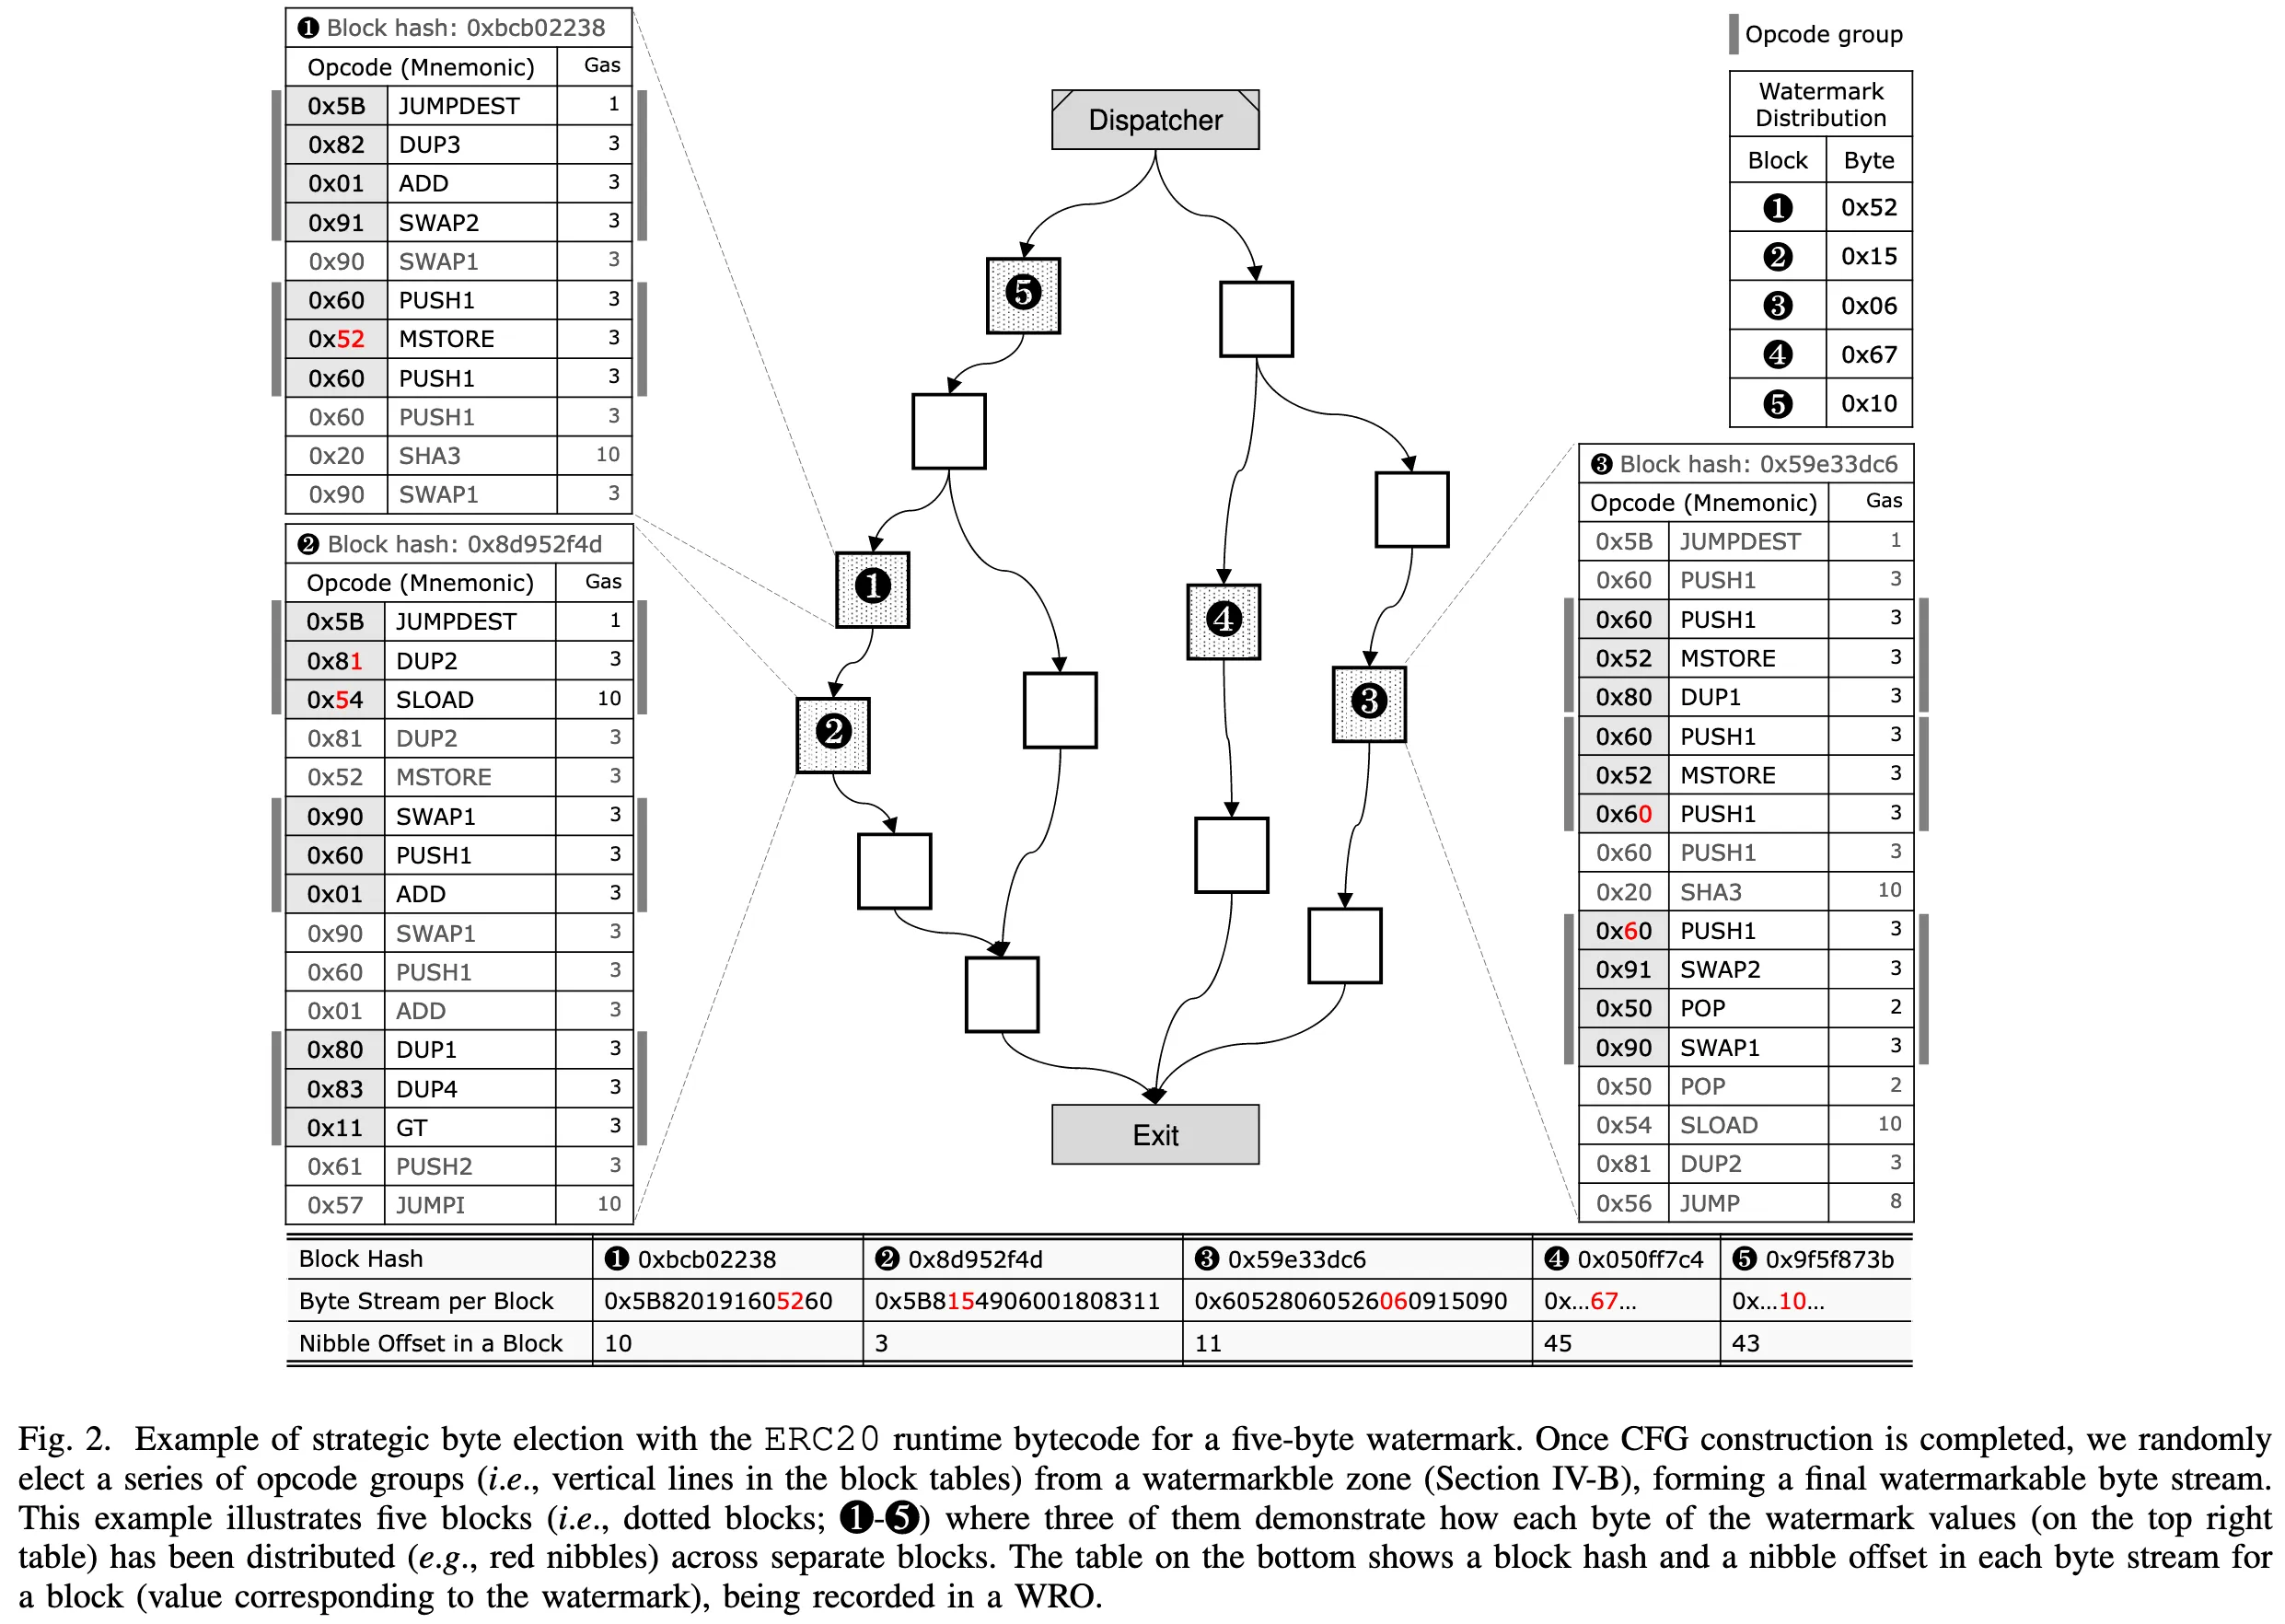 ❶ Block hash: 0xbcb02238
Opcode (Mnemonic) Gas
0x5B JUMPDEST 1
0x82 DUP3 3
0x01 ADD 3
0x91 SWAP2 3
0x90 SWAP1 3
0x60 PUSH1 3
0x52 MSTORE 3
0x60 PUSH1 3
0x60 PUSH1 3
0x20 SHA3 10
0x90 SWAP1 3
❷ Block hash: 0x8d952f4d
Opcode (Mnemonic) Gas
0x5B JUMPDEST 1
0x81 DUP2 3
0x54 SLOAD 10
0x81 DUP2 3
0x52 MSTORE 3
0x90 SWAP1 3
0x60 PUSH1 3
0x01 ADD 3
0x90 SWAP1 3
0x60 PUSH1 3
0x01 ADD 3
0x80 DUP1 3
0x83 DUP4 3
0x11 GT 3
0x61 PUSH2 3
0x57 JUMPI 10
Dispatcher
❺
❶
❹
❸
❷
Exit
Opcode group
Watermark
Distribution
Block Byte
❶ 0x52
❷ 0x15
❸ 0x06
❹ 0x67
❺ 0x10
❸ Block hash: 0x59e33dc6
Opcode (Mnemonic) Gas
0x5B JUMPDEST 1
0x60 PUSH1 3
0x60 PUSH1 3
0x52 MSTORE 3
0x80 DUP1 3
0x60 PUSH1 3
0x52 MSTORE 3
0x60 PUSH1 3
0x60 PUSH1 3
0x20 SHA3 10
0x60 PUSH1 3
0x91 SWAP2 3
0x50 POP 2
0x90 SWAP1 3
0x50 POP 2
0x54 SLOAD 10
0x81 DUP2 3
0x56 JUMP 8
Block Hash ❶ 0xbcb02238 ❷ 0x8d952f4d ❸ 0x59e33dc6 ❹ 0x050ff7c4 ❺ 0x9f5f873b
Byte Stream per Block 0x5B820191605260 0x5B8154906001808311 0x60528060526060915090 0x...67... 0x...10...
Nibble Offset in a Block 10 3 11 45 43
Fig. 2. Example of strategic byte election with the ERC20 runtime bytecode for a five-byte watermark. Once CFG construction is completed, we randomly
elect a series of opcode groups (i.e., vertical lines in the block tables) from a watermarkble zone (Section IV-B), forming a final watermarkable byte stream.
This example illustrates five blocks (i.e., dotted blocks; ❶-❺) where three of them demonstrate how each byte of the watermark values (on the top right
table) has been distributed (e.g., red nibbles) across separate blocks. The table on the bottom shows a block hash and a nibble offset in each byte stream for
a block (value corresponding to the watermark), being recorded in a WRO.